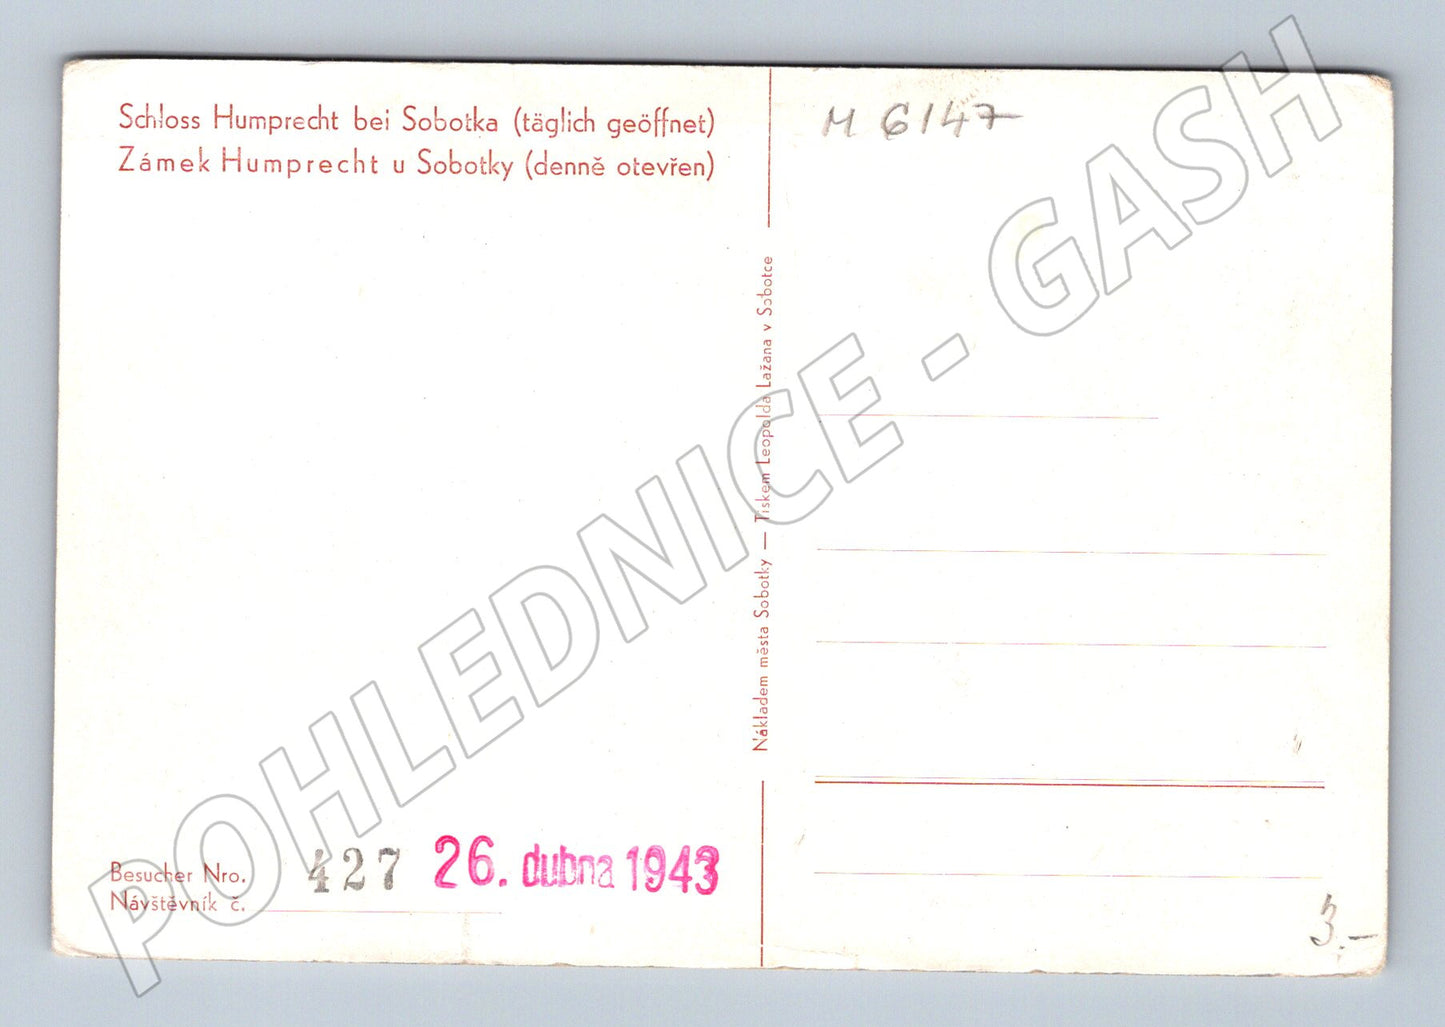 Schloss Humprecht bei Sobotka (täglich geöffnet)
Zámek Humprecht u Sobotky (denně otevřen)
M 6147
Nákladem města Sobotky — Tiskem Leopolda Lažana v Sobotce
POHLEDNICE - GASH
Besucher Nro.
Návštěvník č.
427 26. dubna 1943
3.-